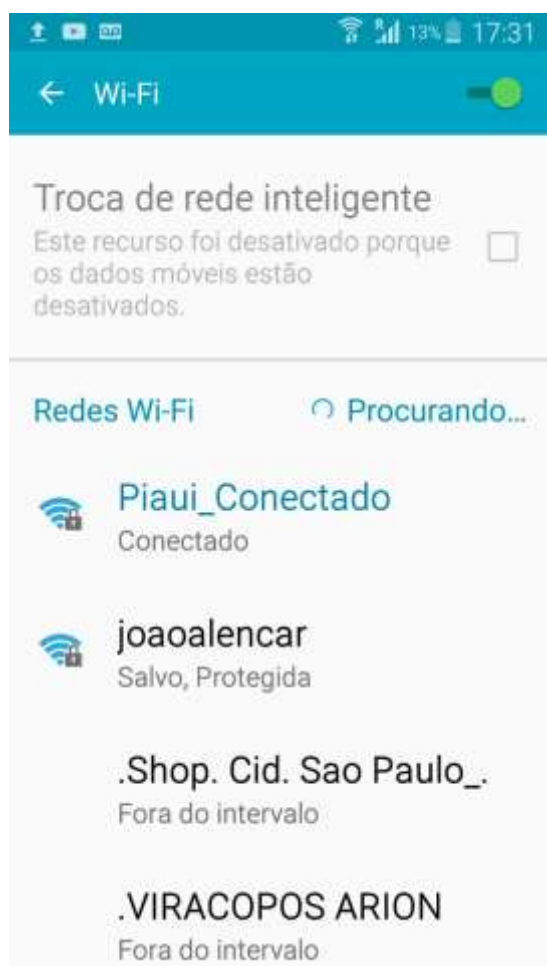 13% 17:31
Wi-Fi
Troca de rede inteligente
Este recurso foi desativado porque
os dados móveis estão
desativados.
Redes Wi-Fi
Procurando...
Piaui_Conectado
Conectado
joaoalencar
Salvo, Protegida
.Shop. Cid. Sao Paulo_.
Fora do intervalo
.VIRACOPOS ARION
Fora do intervalo